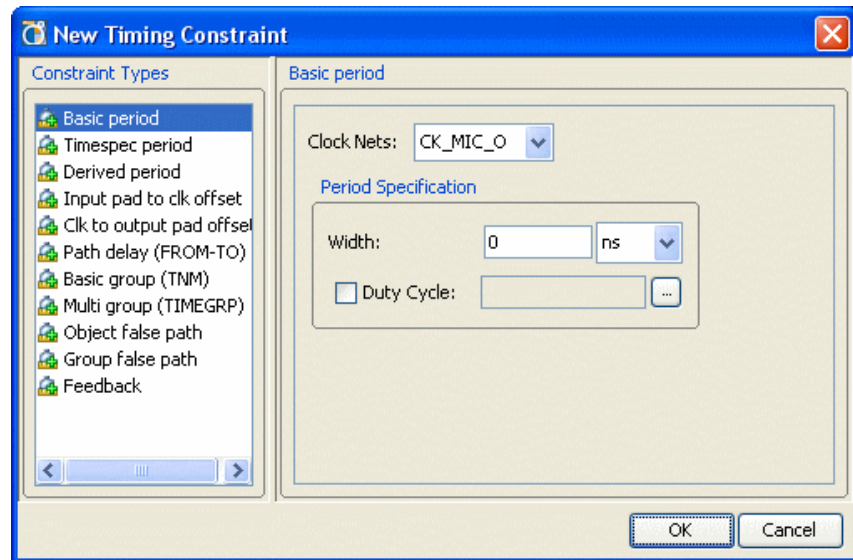 New Timing Constraint
Constraint Types
Basic period
Timespec period
Derived period
Input pad to clk offset
Clk to output pad offset
Path delay (FROM-TO)
Basic group (TNM)
Multi group (TIMEGRP)
Object false path
Group false path
Feedback
Basic period
Clock Nets: CK_MIC_O
Period Specification
Width: 0 ns
Duty Cycle: ...
OK Cancel